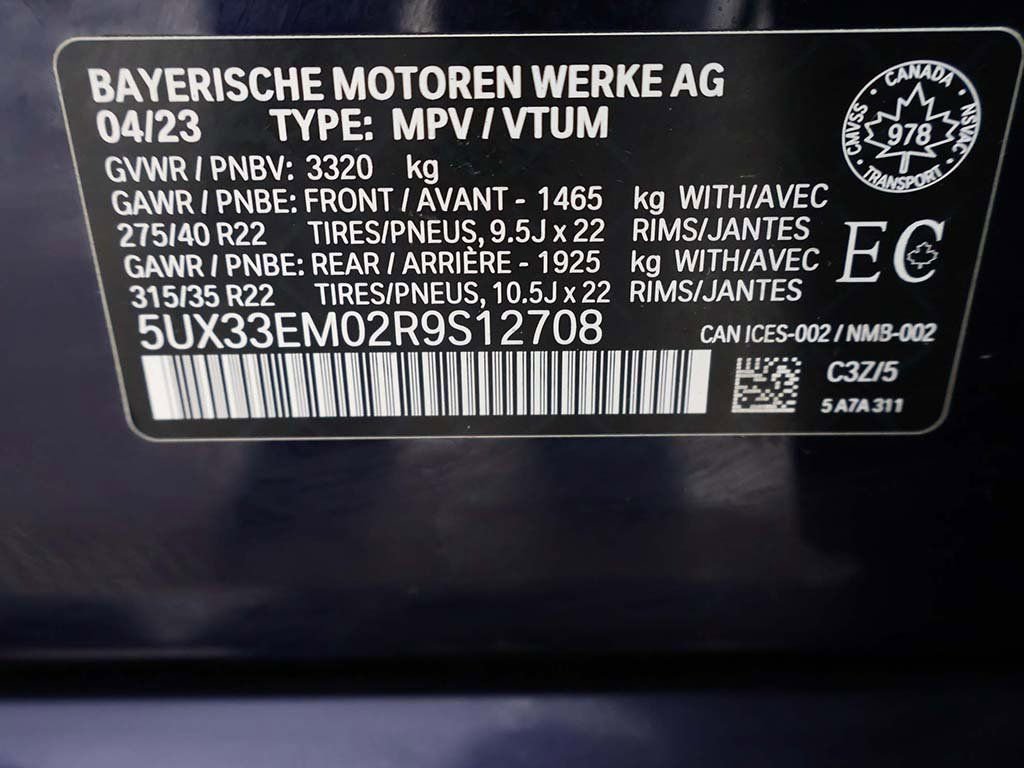 BAYERISCHE MOTOREN WERKE AG
04/23 TYPE: MPV / VTUM
GVWR / PNBV: 3320 kg
GAWR / PNBE: FRONT / AVANT - 1465 kg WITH/AVEC
275/40 R22 TIRES/PNEUS, 9.5J x 22 RIMS/JANTES
GAWR / PNBE: REAR / ARRIÈRE - 1925 kg WITH/AVEC
315/35 R22 TIRES/PNEUS, 10.5J x 22 RIMS/JANTES
5UX33EM02R9S12708
CANADA
CMVSS 978 NSVAC
TRANSPORT
EC
CAN ICES-002 / NMB-002
C3Z/5
5 A7A 311